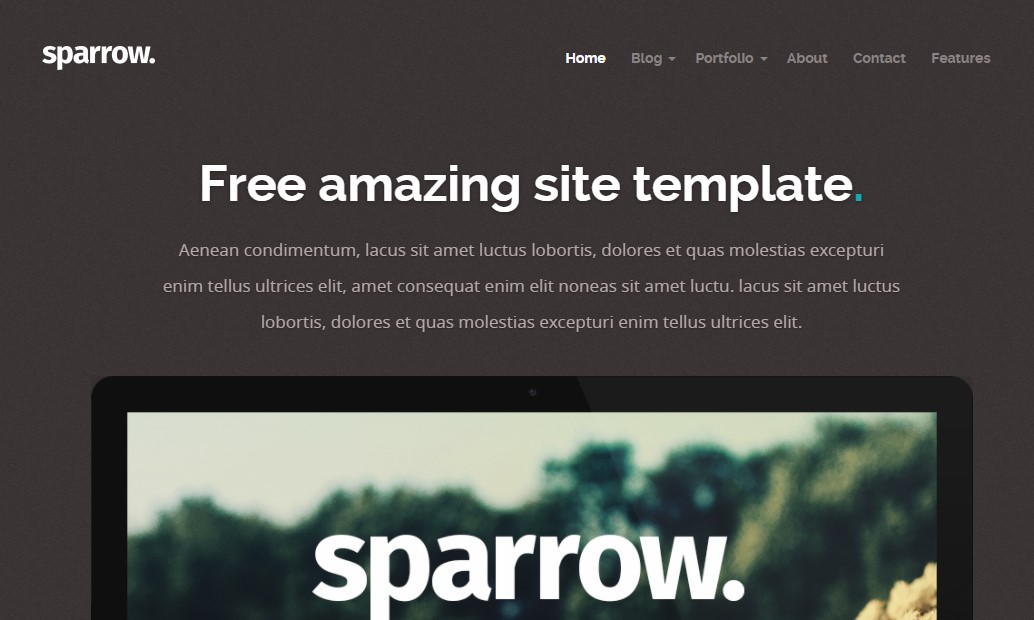 sparrow.
Home Blog Portfolio About Contact Features
Free amazing site template.
Aenean condimentum, lacus sit amet luctus lobortis, dolores et quas molestias excepturi
enim tellus ultrices elit, amet consequat enim elit noneas sit amet luctu. lacus sit amet luctus
lobortis, dolores et quas molestias excepturi enim tellus ultrices elit.
sparrow.